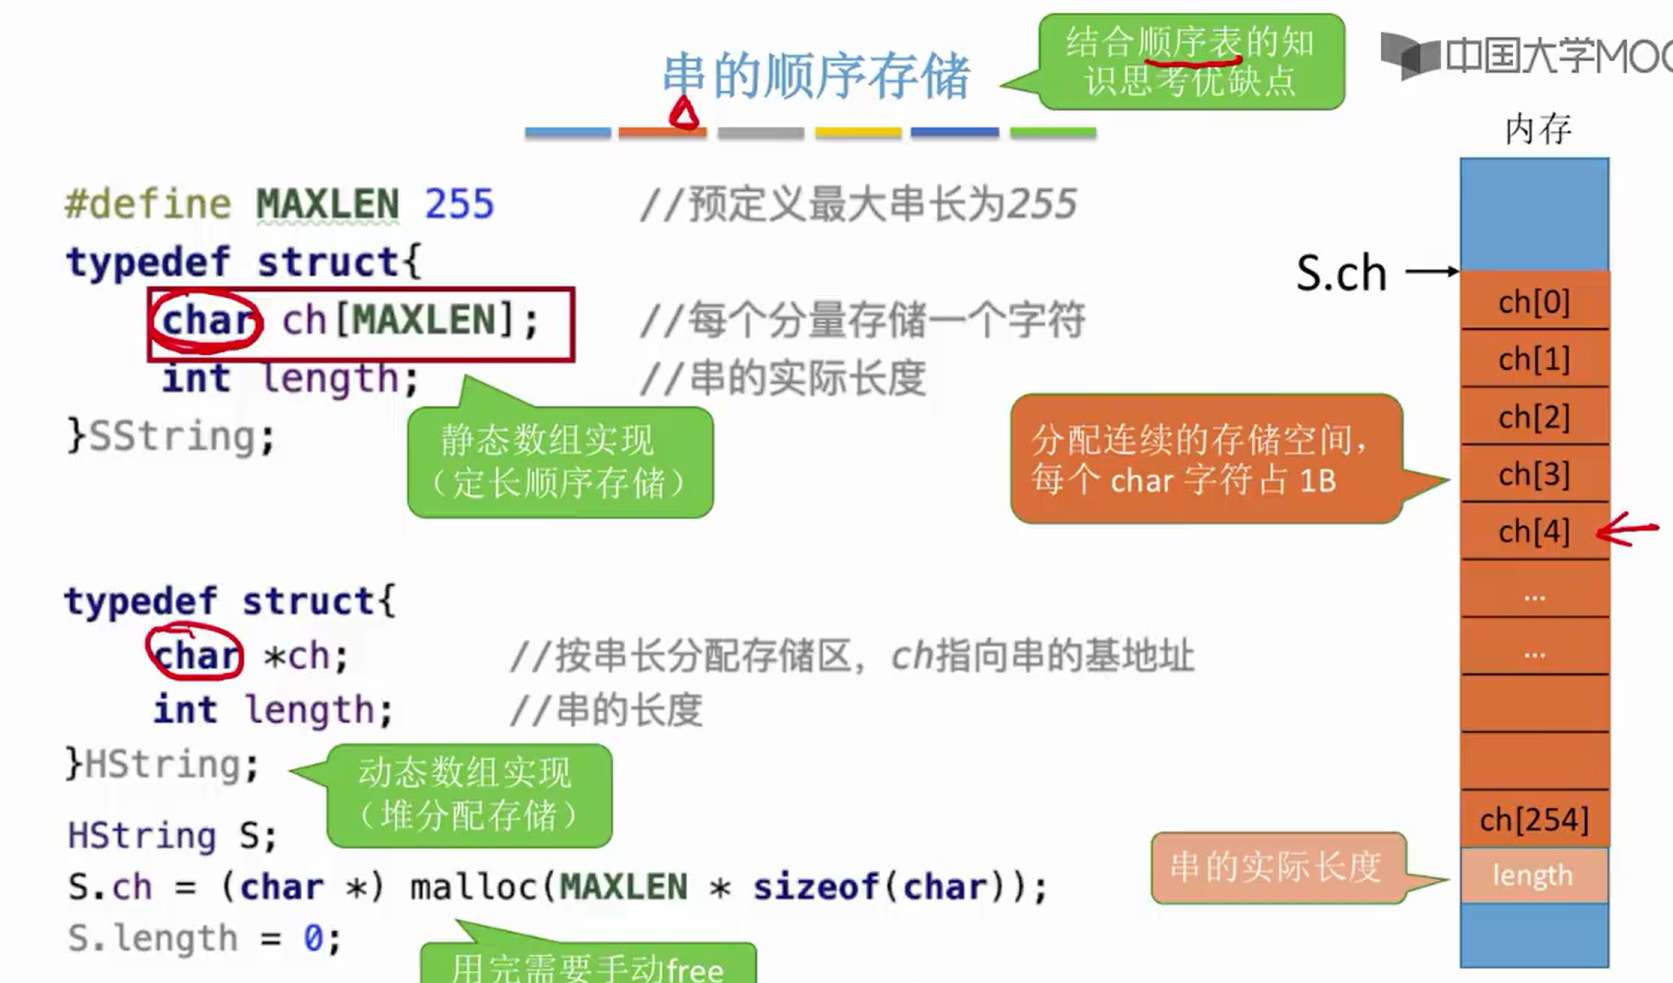 串的顺序存储
结合顺序表的知
识思考优缺点
中国大学MOO
#define MAXLEN 255 //预定义最大串长为255
typedef struct{
char ch[MAXLEN]; //每个分量存储一个字符
int length; //串的实际长度
}SString;
静态数组实现
（定长顺序存储）
typedef struct{
char *ch; //按串长分配存储区，ch指向串的基地址
int length; //串的长度
}HString;
动态数组实现
（堆分配存储）
HString S;
S.ch = (char *) malloc(MAXLEN * sizeof(char));
S.length = 0;
用完需要手动free
内存
S.ch
ch[0]
ch[1]
ch[2]
ch[3]
ch[4]
...
...
ch[254]
length
分配连续的存储空间，
每个 char 字符占 1B
串的实际长度